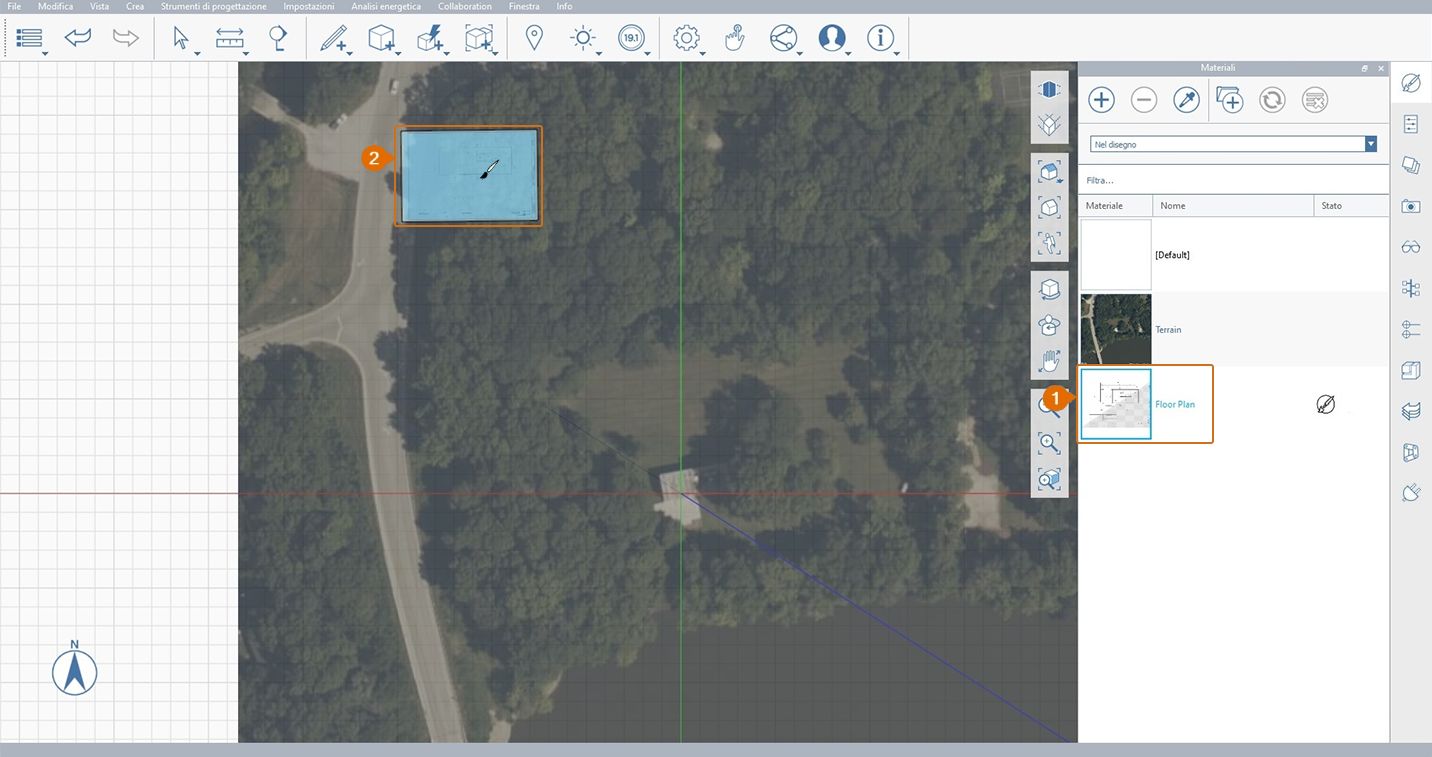 File Modifica Vista Crea Strumenti di progettazione Impostazioni Analisi energetica Collaboration Finestra Info
19.1
Materiali
Nel disegno
Filtra...
Materiale Nome Stato
[Default]
Terrain
Floor Plan
1
2
N